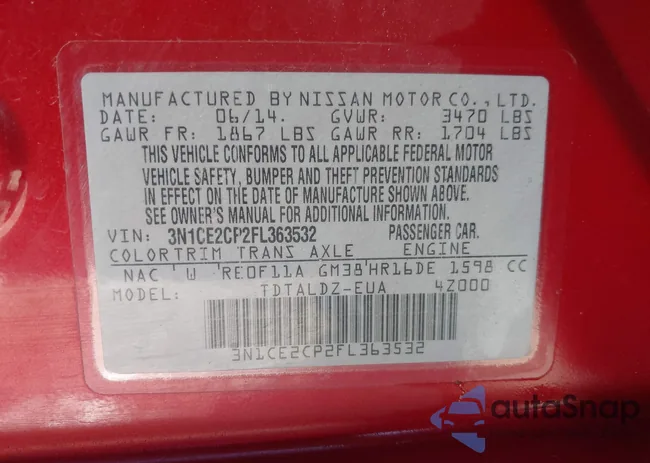 MANUFACTURED BY NISSAN MOTOR CO., LTD.
DATE: 06/14. GVWR: 3470 LBS
GAWR FR: 1867 LBS GAWR RR: 1704 LBS
THIS VEHICLE CONFORMS TO ALL APPLICABLE FEDERAL MOTOR
VEHICLE SAFETY, BUMPER AND THEFT PREVENTION STANDARDS
IN EFFECT ON THE DATE OF MANUFACTURE SHOWN ABOVE.
SEE OWNER'S MANUAL FOR ADDITIONAL INFORMATION.
VIN: 3N1CE2CP2FL363532 PASSENGER CAR.
COLOR TRIM TRANS AXLE ENGINE
NAC W RE0F11A GM38 HR16DE 1598 CC
MODEL: TDTALDZ-EUA 4Z000
3N1CE2CP2FL363532
autoSnap